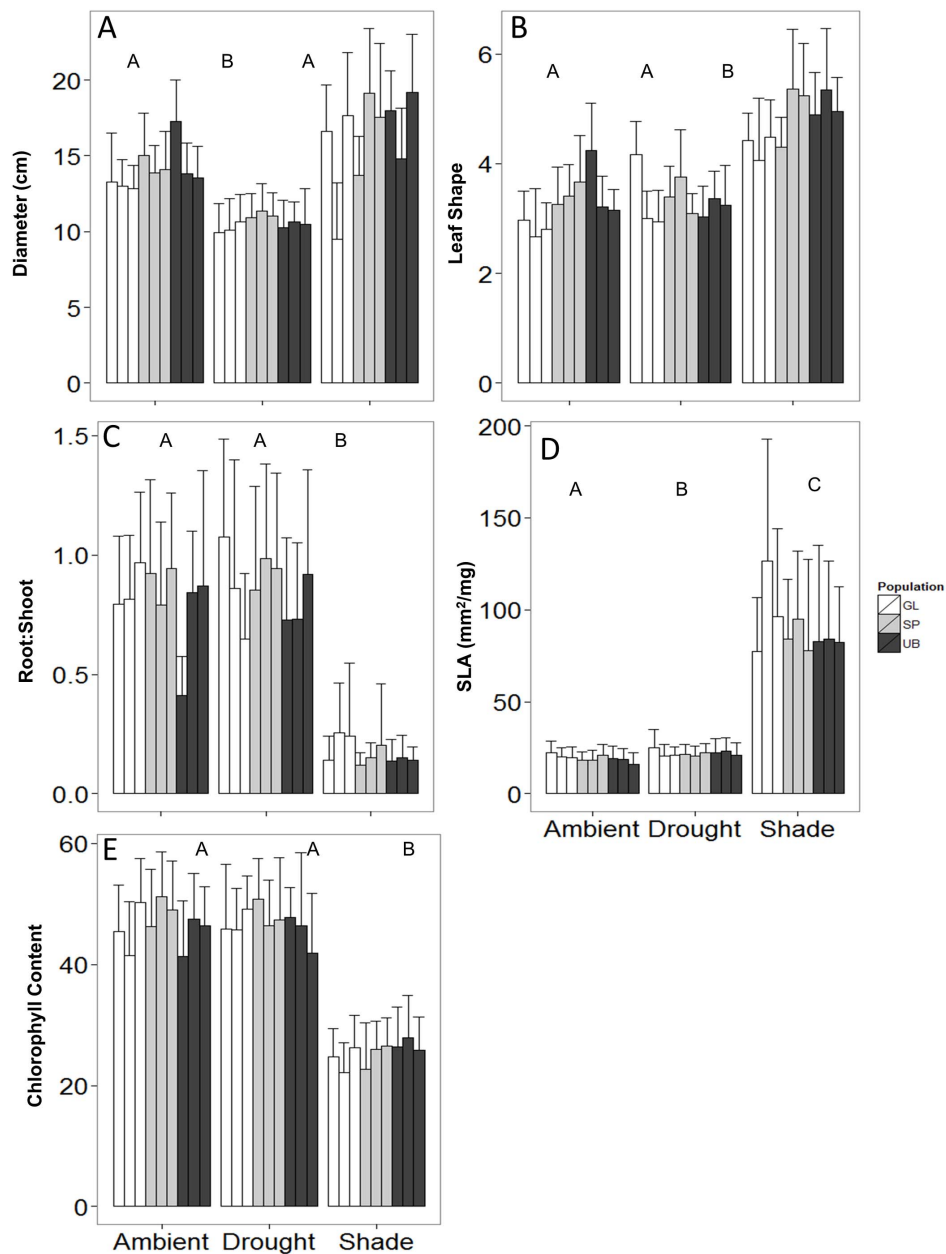 A
A B A
Diameter (cm)
20
15
10
5
0
B
A A B
Leaf Shape
6
4
2
0
C
A A B
Root:Shoot
1.5
1.0
0.5
0.0
D
A B C
SLA (mm²/mg)
200
150
100
50
0
Ambient Drought Shade
Population
GL
SP
UB
E
A A B
Chlorophyll Content
60
40
20
0
Ambient Drought Shade